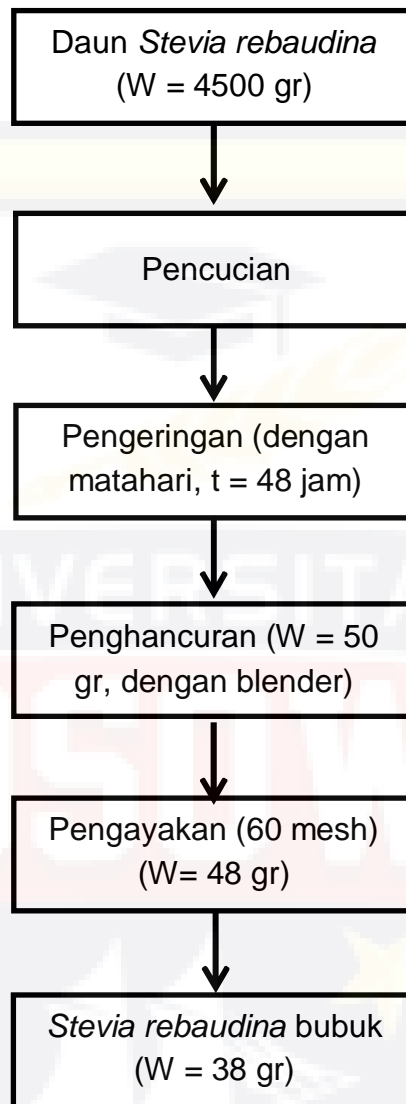 Daun Stevia rebaudina
(W = 4500 gr)
Pencucian
Pengeringan (dengan
matahari, t = 48 jam)
Penghancuran (W = 50
gr, dengan blender)
Pengayakan (60 mesh)
(W= 48 gr)
Stevia rebaudina bubuk
(W = 38 gr)